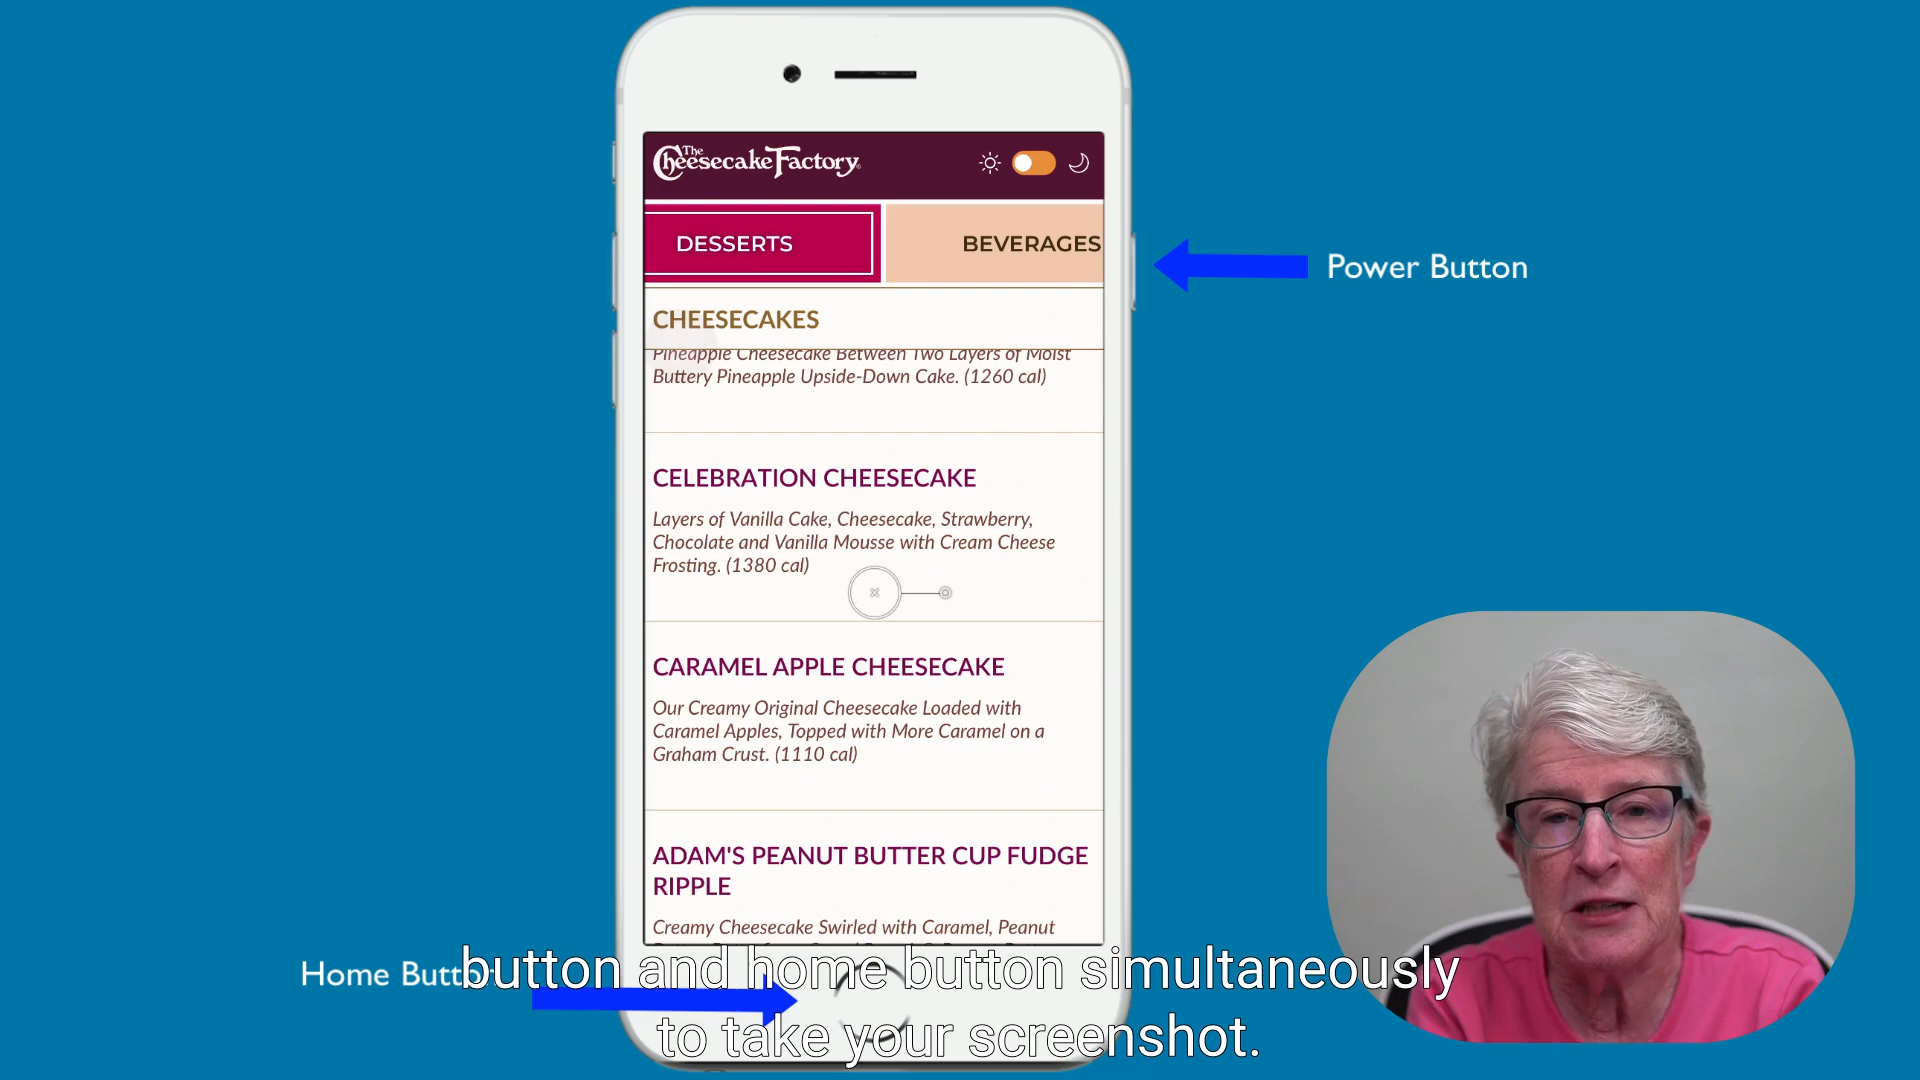 The
Cheesecake Factory
DESSERTS
BEVERAGES
CHEESECAKES
Pineapple Cheesecake Between Two Layers of Moist
Buttery Pineapple Upside-Down Cake. (1260 cal)
Power Button
CELEBRATION CHEESECAKE
Layers of Vanilla Cake, Cheesecake, Strawberry,
Chocolate and Vanilla Mousse with Cream Cheese
Frosting. (1380 cal)
CARAMEL APPLE CHEESECAKE
Our Creamy Original Cheesecake Loaded with
Caramel Apples, Topped with More Caramel on a
Graham Crust. (1110 cal)
ADAM'S PEANUT BUTTER CUP FUDGE
RIPPLE
Creamy Cheesecake Swirled with Caramel, Peanut
Home Button
button and home button simultaneously
to take your screenshot.